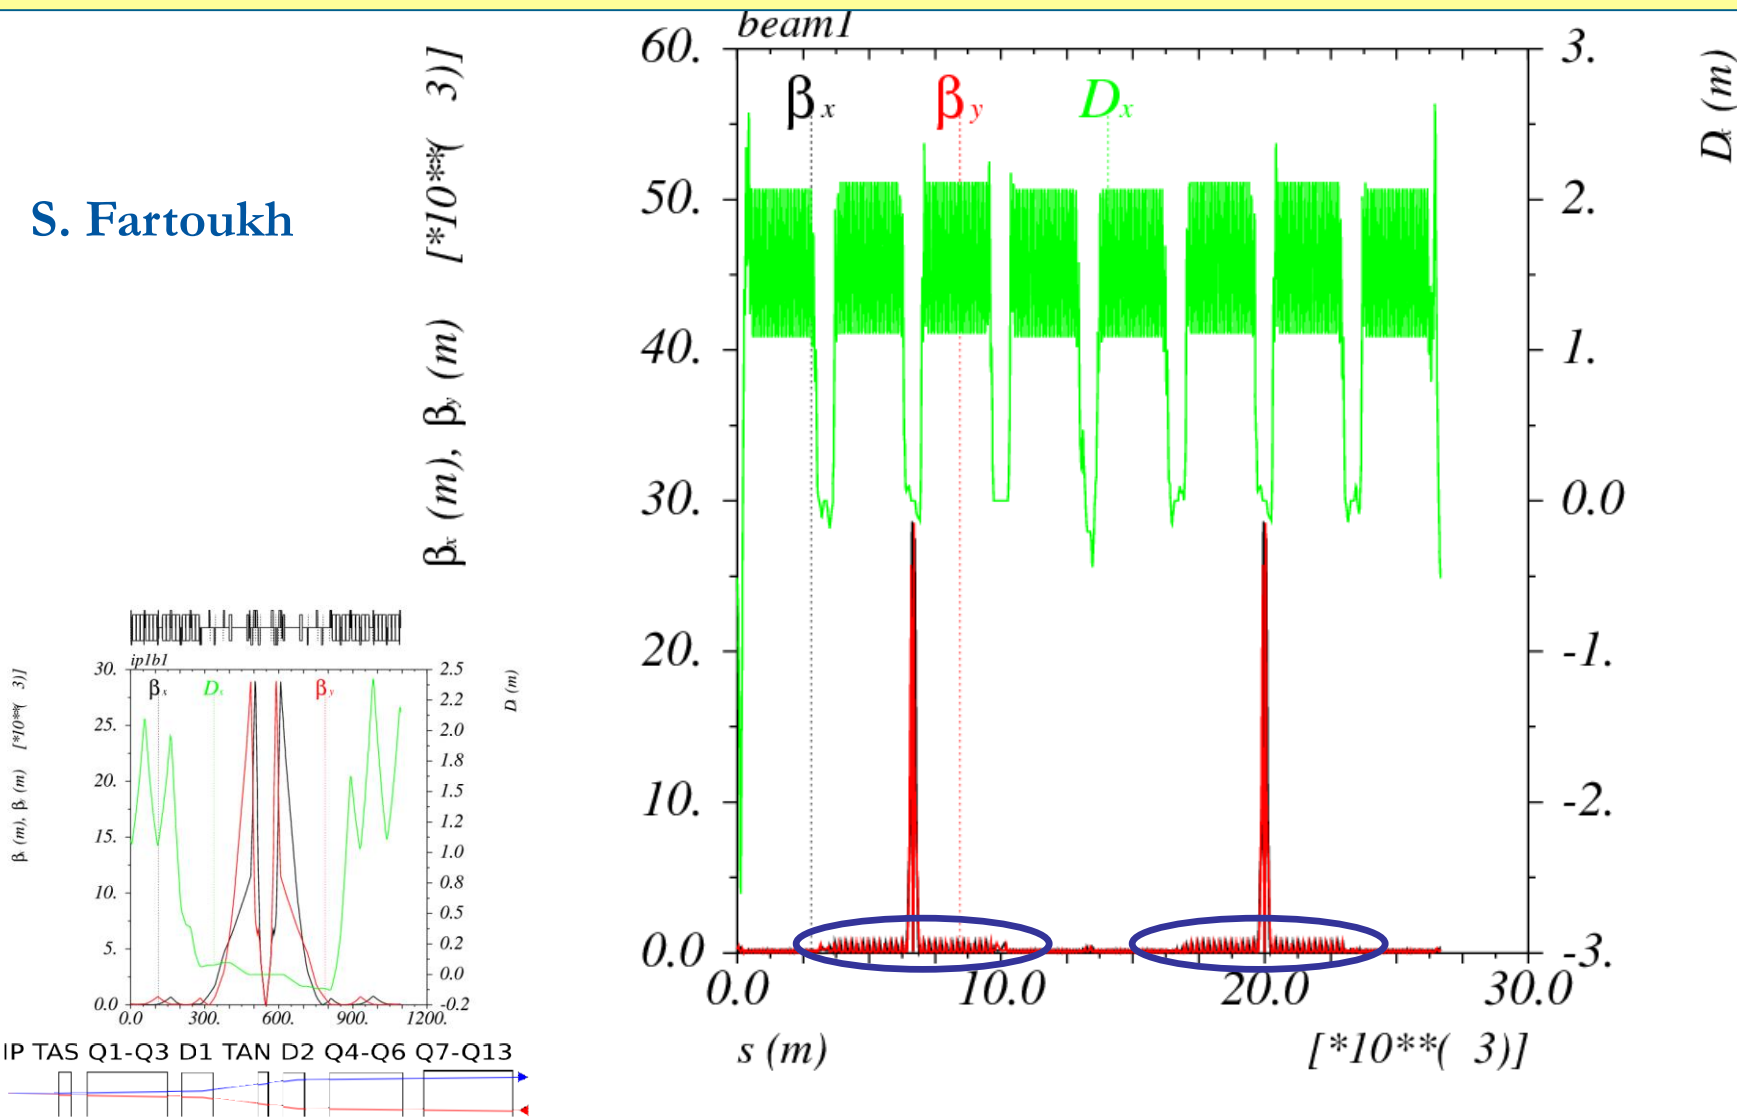 beam1
β x
β y
D x
60.
50.
40.
30.
20.
10.
0.0
3.
2.
1.
0.0
-1.
-2.
-3.
0.0 10.0 20.0 30.0
s (m) [*10**( 3)]
βx (m), βy (m) [*10**( 3)]
Dx (m)
S. Fartoukh
ip1b1
β x
D x
β y
30.
25.
20.
15.
10.
5.
0.0
2.5
2.2
2.0
1.8
1.5
1.2
1.0
0.8
0.5
0.2
0.0
-0.2
0.0 300. 600. 900. 1200.
βx (m), βy (m) [*10**( 3)]
D (m)
IP TAS Q1-Q3 D1 TAN D2 Q4-Q6 Q7-Q13